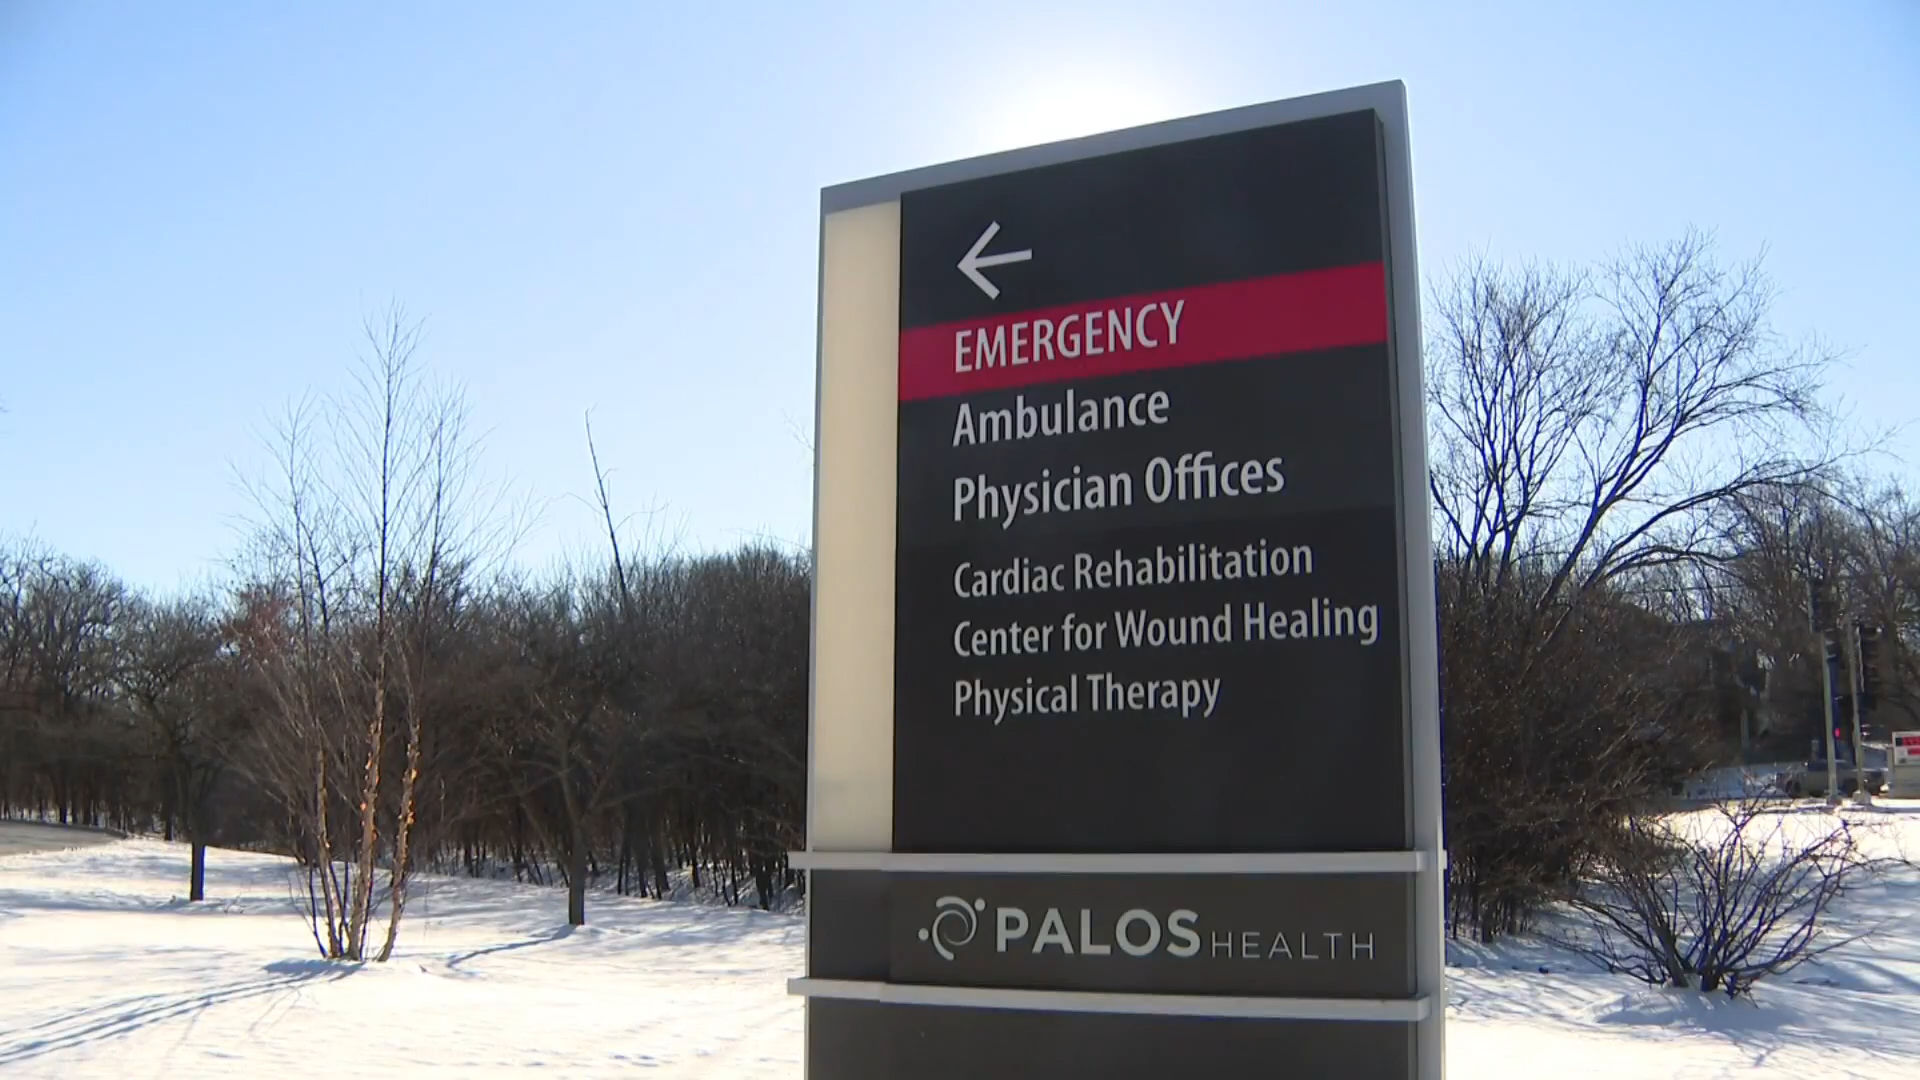 EMERGENCY
Ambulance
Physician Offices
Cardiac Rehabilitation
Center for Wound Healing
Physical Therapy
PALOS HEALTH